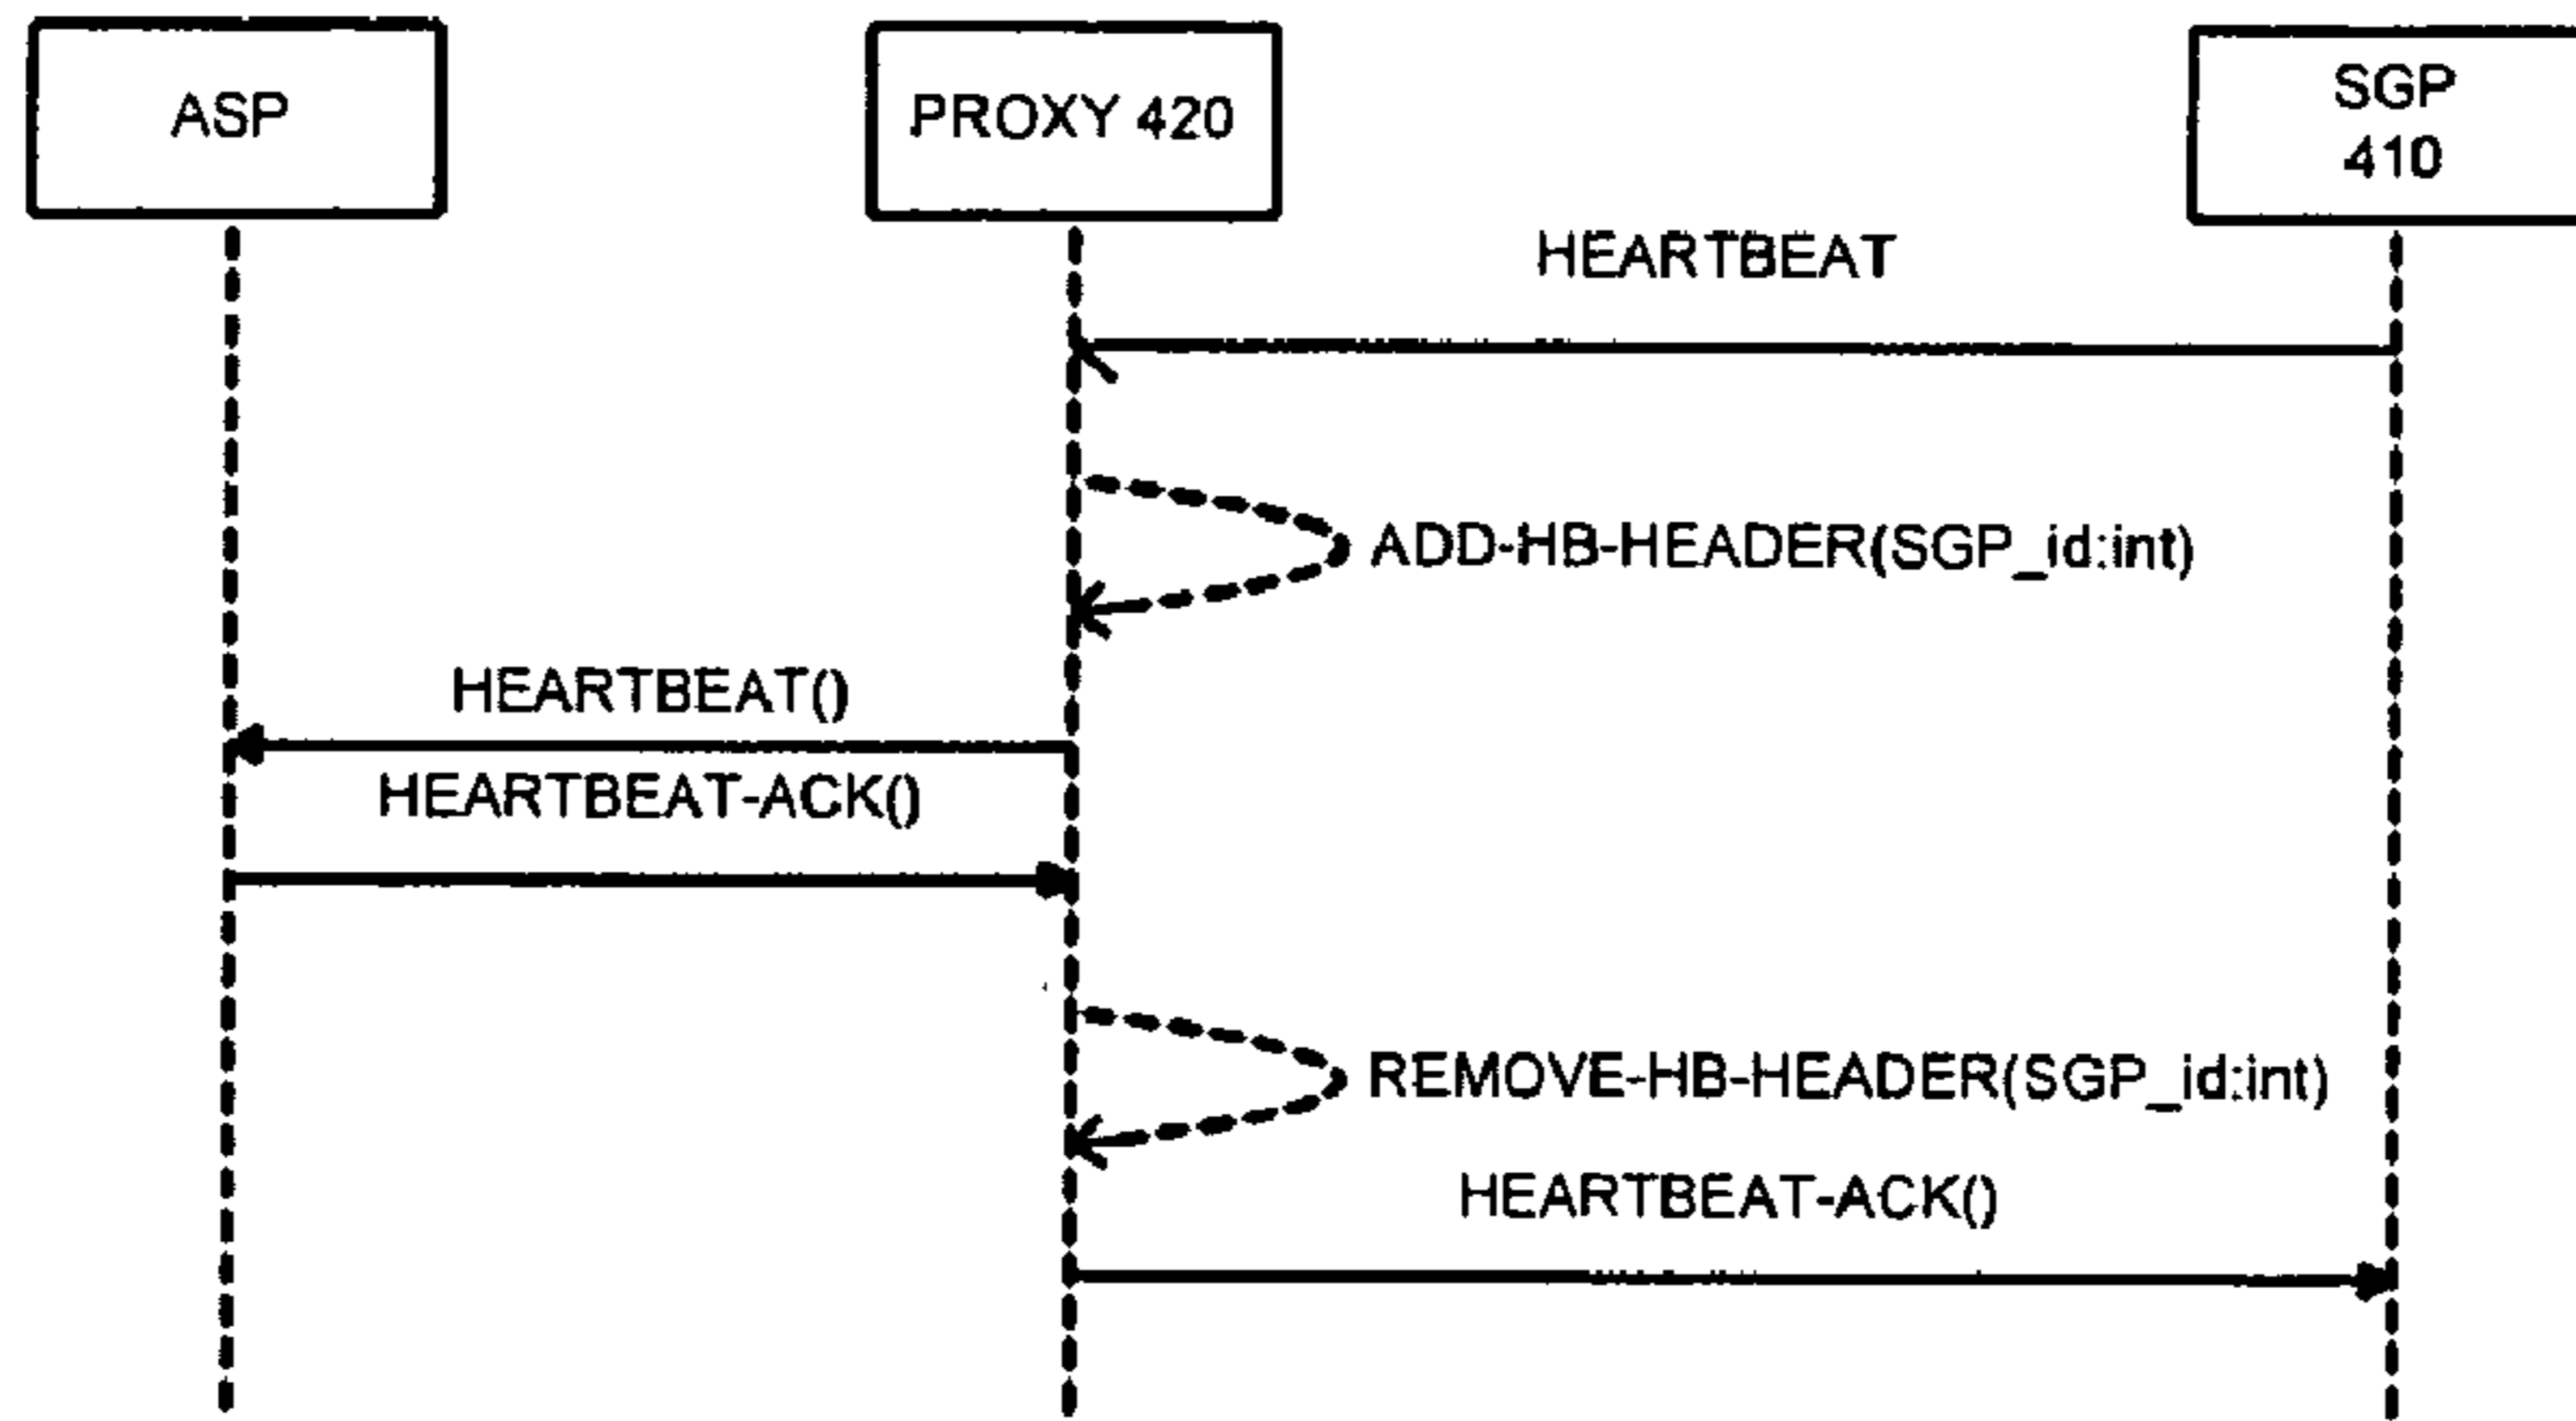 ASP
PROXY 420
SGP
410
HEARTBEAT
ADD-HB-HEADER(SGP_id:int)
HEARTBEAT()
HEARTBEAT-ACK()
REMOVE-HB-HEADER(SGP_id:int)
HEARTBEAT-ACK()